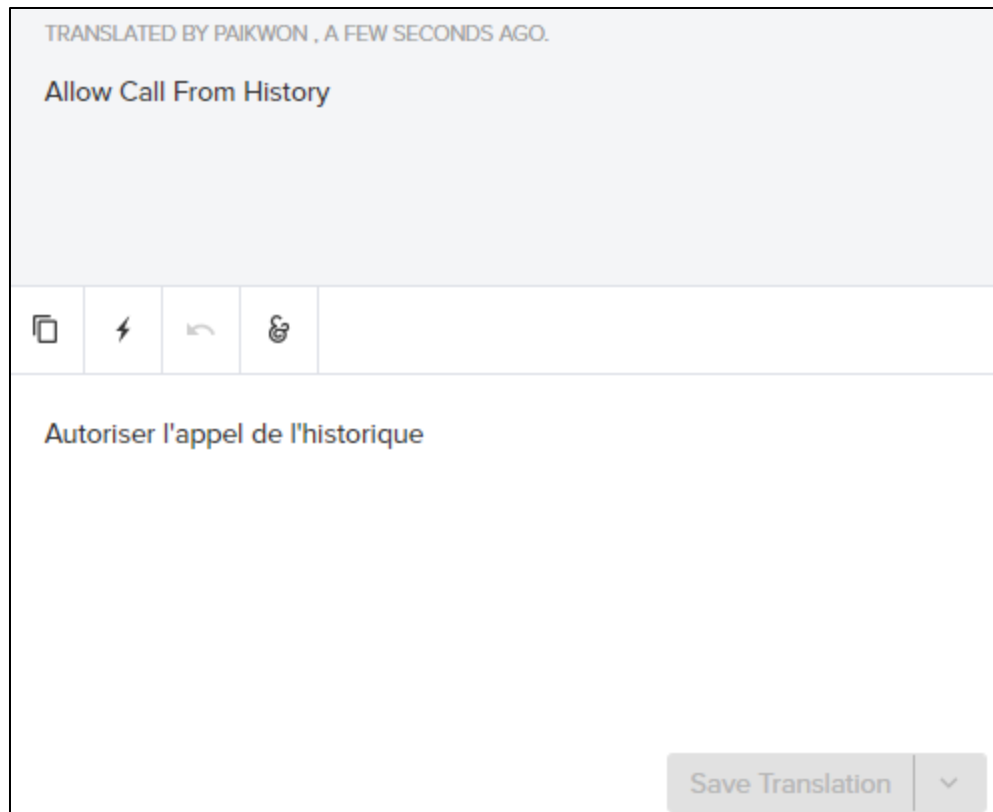 TRANSLATED BY PAIKWON , A FEW SECONDS AGO.
Allow Call From History
Autoriser l'appel de l'historique
Save Translation